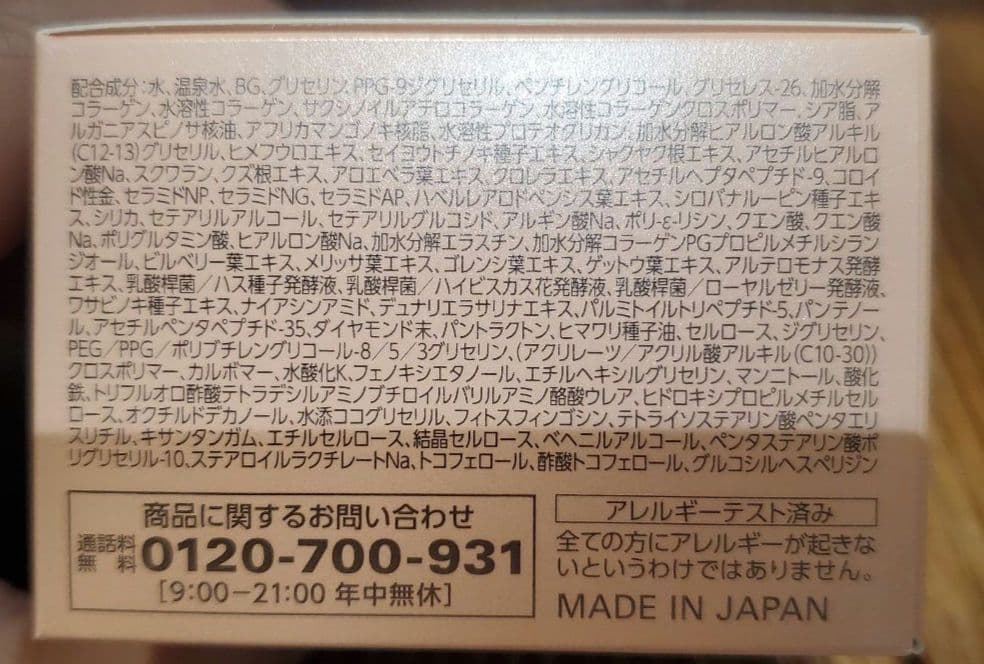 配合成分:水、温泉水、BG、グリセリン、PPG-9ジグリセリル、ペンチレングリコール、グリセレス-26、加水分解
コラーゲン、水溶性コラーゲン、サクシノイルアテロコラーゲン、水溶性コラーゲンクロスポリマー、シア脂、ア
ルガニアスピノサ核油、アフリカマンゴノキ核脂、水溶性プロテオグリカン、加水分解ヒアルロン酸アルキル
(C12-13)グリセリル、ヒメフウロエキス、セイヨウトチノキ種子エキス、シャクヤク根エキス、アセチルヒアルロ
ン酸Na、スクワラン、クズ根エキス、アロエベラ葉エキス、クロレラエキス、アセチルヘプタペプチド-9、コロイ
ド性金、セラミドNP、セラミドNG、セラミドAP、ハベルレアロドペンシス葉エキス、シロバナルーピン種子エキ
ス、シリカ、セテアリルアルコール、セテアリルグルコシド、アルギン酸Na、ポリ-ε-リシン、クエン酸、クエン酸
Na、ポリグルタミン酸、ヒアルロン酸Na、加水分解エラスチン、加水分解コラーゲンPGプロピルメチルシラン
ジオール、ビルベリー葉エキス、メリッサ葉エキス、ゴレンシ葉エキス、ゲットウ葉エキス、アルテロモナス発酵
エキス、乳酸桿菌/ハス種子発酵液、乳酸桿菌/ハイビスカス花発酵液、乳酸桿菌/ローヤルゼリー発酵液、
ワサビノキ種子エキス、ナイアシンアミド、デュナリエラサリナエキス、パルミトイルトリペプチド-5、パンテノー
ル、アセチルペンタペプチド-35、ダイヤモンド末、パントラクトン、ヒマワリ種子油、セルロース、ジグリセリン、
PEG/PPG/ポリブチレングリコール-8/5/3グリセリン、(アクリレーツ/アクリル酸アルキル(C10-30))
クロスポリマー、カルボマー、水酸化K、フェノキシエタノール、エチルヘキシルグリセリン、マンニトール、酸化
鉄、トリフルオロ酢酸テトラデシルアミノブチロイルバリルアミノ酪酸ウレア、ヒドロキシプロピルメチルセル
ロース、オクチルドデカノール、水添ココグリセリル、フィトスフィンゴシン、テトライソステアリン酸ペンタエリ
スリチル、キサンタンガム、エチルセルロース、結晶セルロース、ベヘニルアルコール、ペンタステアリン酸ポ
リグリセリル-10、ステアロイルラクチレートNa、トコフェロール、酢酸トコフェロール、グルコシルヘスペリジン
商品に関するお問い合わせ
通話料
無料 0120-700-931
[9:00-21:00 年中無休]
アレルギーテスト済み
全ての方にアレルギーが起きな
いというわけではありません。
MADE IN JAPAN